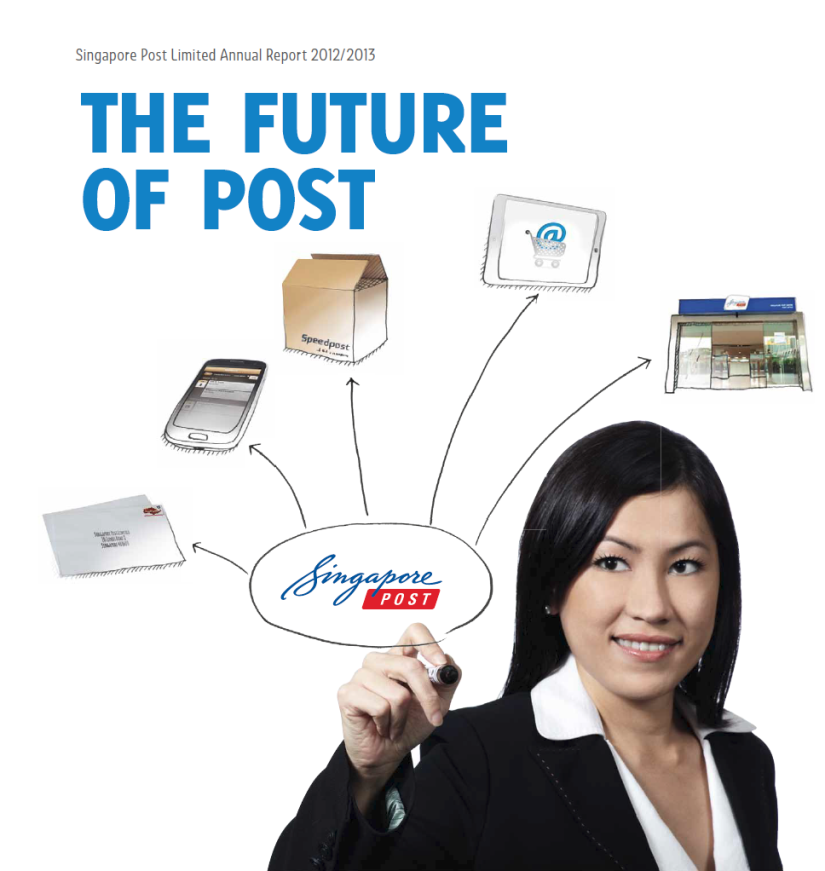 Singapore Post Limited Annual Report 2012/2013
THE FUTURE
OF POST
Speedpost
Singapore
POST